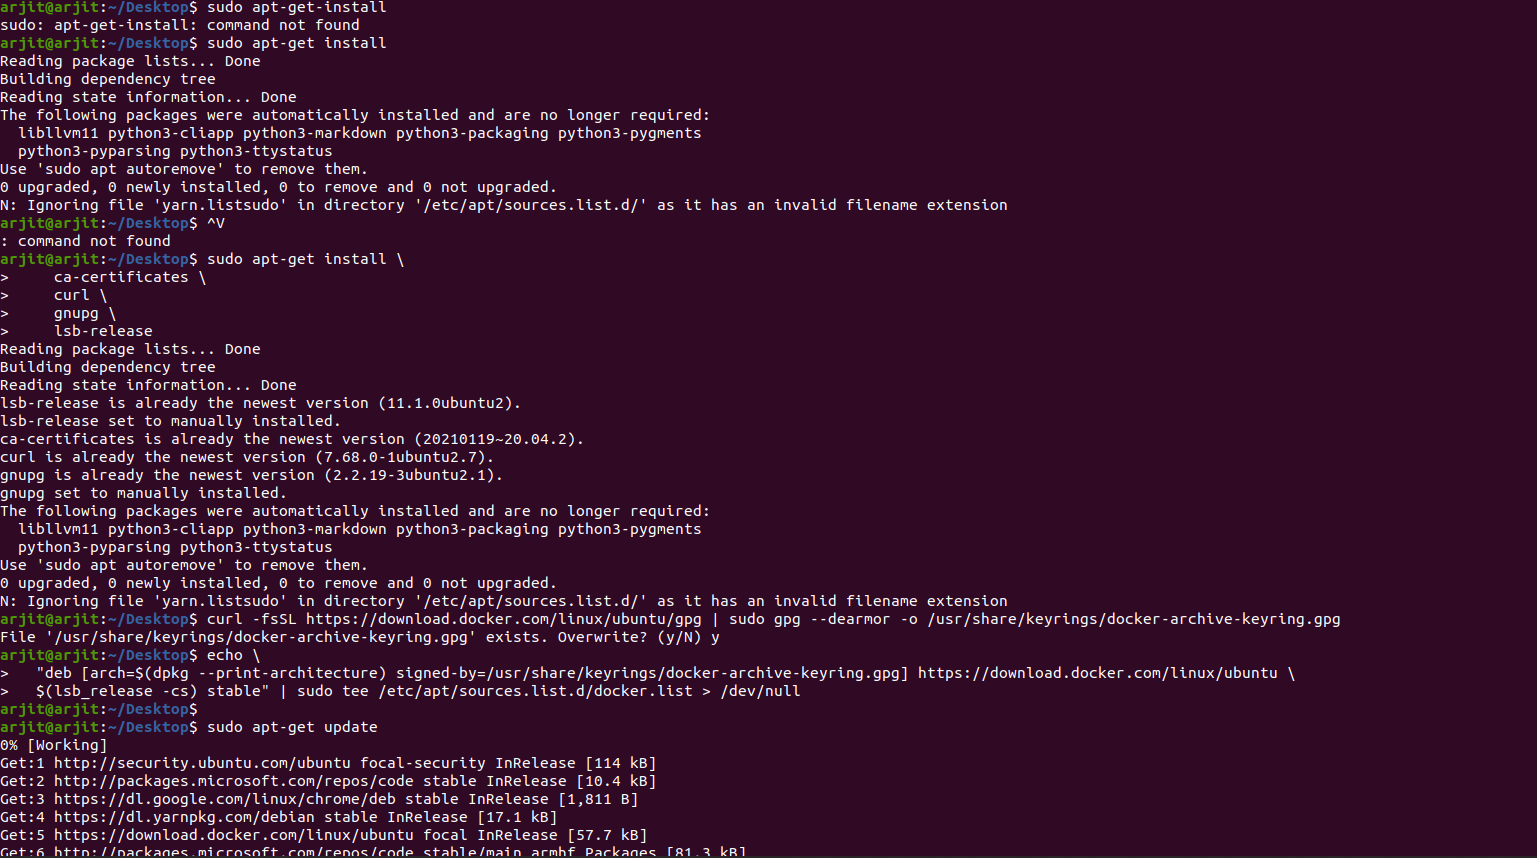 arjit@arjit:~/Desktop$ sudo apt-get-install
sudo: apt-get-install: command not found
arjit@arjit:~/Desktop$ sudo apt-get install
Reading package lists... Done
Building dependency tree
Reading state information... Done
The following packages were automatically installed and are no longer required:
  libllvm11 python3-cliapp python3-markdown python3-packaging python3-pygments
  python3-pyparsing python3-ttystatus
Use 'sudo apt autoremove' to remove them.
0 upgraded, 0 newly installed, 0 to remove and 0 not upgraded.
N: Ignoring file 'yarn.listsudo' in directory '/etc/apt/sources.list.d/' as it has an invalid filename extension
arjit@arjit:~/Desktop$ ^V
: command not found
arjit@arjit:~/Desktop$ sudo apt-get install \
>     ca-certificates \
>     curl \
>     gnupg \
>     lsb-release
Reading package lists... Done
Building dependency tree
Reading state information... Done
lsb-release is already the newest version (11.1.0ubuntu2).
lsb-release set to manually installed.
ca-certificates is already the newest version (20210119~20.04.2).
curl is already the newest version (7.68.0-1ubuntu2.7).
gnupg is already the newest version (2.2.19-3ubuntu2.1).
gnupg set to manually installed.
The following packages were automatically installed and are no longer required:
  libllvm11 python3-cliapp python3-markdown python3-packaging python3-pygments
  python3-pyparsing python3-ttystatus
Use 'sudo apt autoremove' to remove them.
0 upgraded, 0 newly installed, 0 to remove and 0 not upgraded.
N: Ignoring file 'yarn.listsudo' in directory '/etc/apt/sources.list.d/' as it has an invalid filename extension
arjit@arjit:~/Desktop$ curl -fsSL https://download.docker.com/linux/ubuntu/gpg | sudo gpg --dearmor -o /usr/share/keyrings/docker-archive-keyring.gpg
File '/usr/share/keyrings/docker-archive-keyring.gpg' exists. Overwrite? (y/N) y
arjit@arjit:~/Desktop$ echo \
>   "deb [arch=$(dpkg --print-architecture) signed-by=/usr/share/keyrings/docker-archive-keyring.gpg] https://download.docker.com/linux/ubuntu \
>   $(lsb_release -cs) stable" | sudo tee /etc/apt/sources.list.d/docker.list > /dev/null
arjit@arjit:~/Desktop$
arjit@arjit:~/Desktop$ sudo apt-get update
0% [Working]
Get:1 http://security.ubuntu.com/ubuntu focal-security InRelease [114 kB]
Get:2 http://packages.microsoft.com/repos/code stable InRelease [10.4 kB]
Get:3 https://dl.google.com/linux/chrome/deb stable InRelease [1,811 B]
Get:4 https://dl.yarnpkg.com/debian stable InRelease [17.1 kB]
Get:5 https://download.docker.com/linux/ubuntu focal InRelease [57.7 kB]
Get:6 http://packages.microsoft.com/repos/code stable/main armhf Packages [81.3 kB]